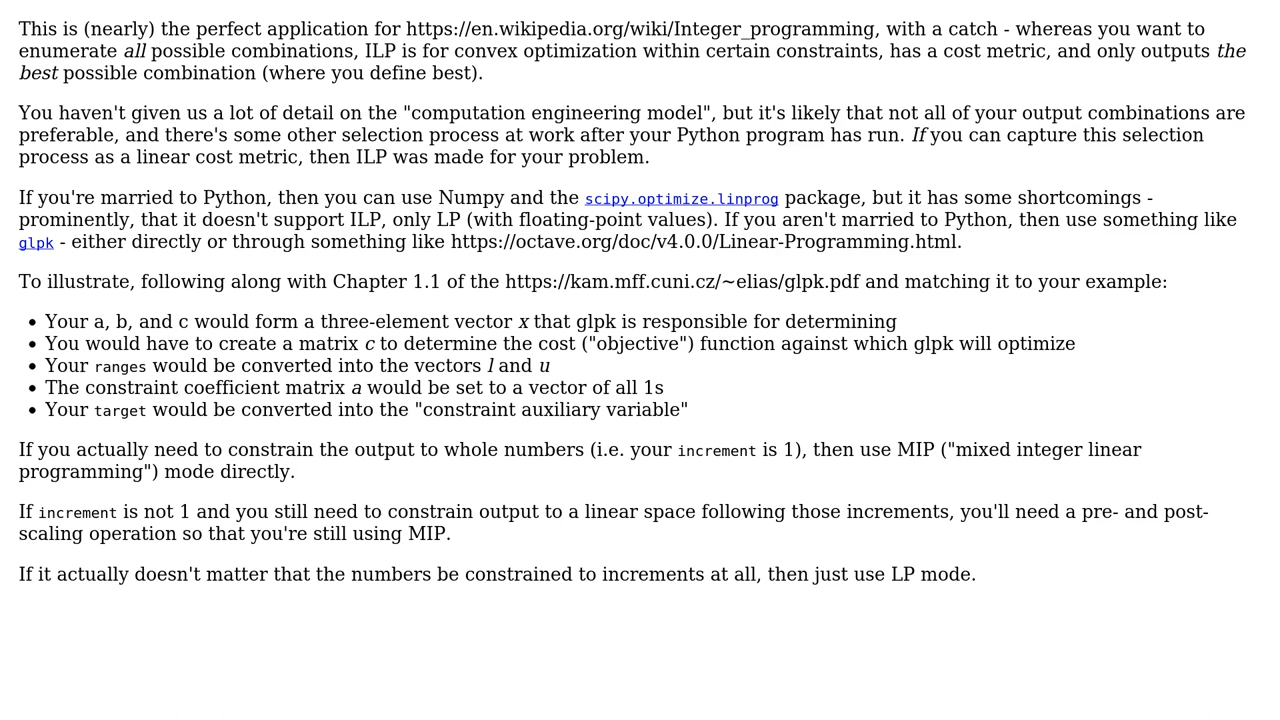 This is (nearly) the perfect application for https://en.wikipedia.org/wiki/Integer_programming, with a catch - whereas you want to
enumerate all possible combinations, ILP is for convex optimization within certain constraints, has a cost metric, and only outputs the
best possible combination (where you define best).
You haven't given us a lot of detail on the "computation engineering model", but it's likely that not all of your output combinations are
preferable, and there's some other selection process at work after your Python program has run. If you can capture this selection
process as a linear cost metric, then ILP was made for your problem.
If you're married to Python, then you can use Numpy and the scipy.optimize.linprog package, but it has some shortcomings -
prominently, that it doesn't support ILP, only LP (with floating-point values). If you aren't married to Python, then use something like
glpk - either directly or through something like https://octave.org/doc/v4.0.0/Linear-Programming.html.
To illustrate, following along with Chapter 1.1 of the https://kam.mff.cuni.cz/~elias/glpk.pdf and matching it to your example:
• Your a, b, and c would form a three-element vector x that glpk is responsible for determining
• You would have to create a matrix c to determine the cost ("objective") function against which glpk will optimize
• Your ranges would be converted into the vectors l and u
• The constraint coefficient matrix a would be set to a vector of all 1s
• Your target would be converted into the "constraint auxiliary variable"
If you actually need to constrain the output to whole numbers (i.e. your increment is 1), then use MIP ("mixed integer linear
programming") mode directly.
If increment is not 1 and you still need to constrain output to a linear space following those increments, you'll need a pre- and post-
scaling operation so that you're still using MIP.
If it actually doesn't matter that the numbers be constrained to increments at all, then just use LP mode.